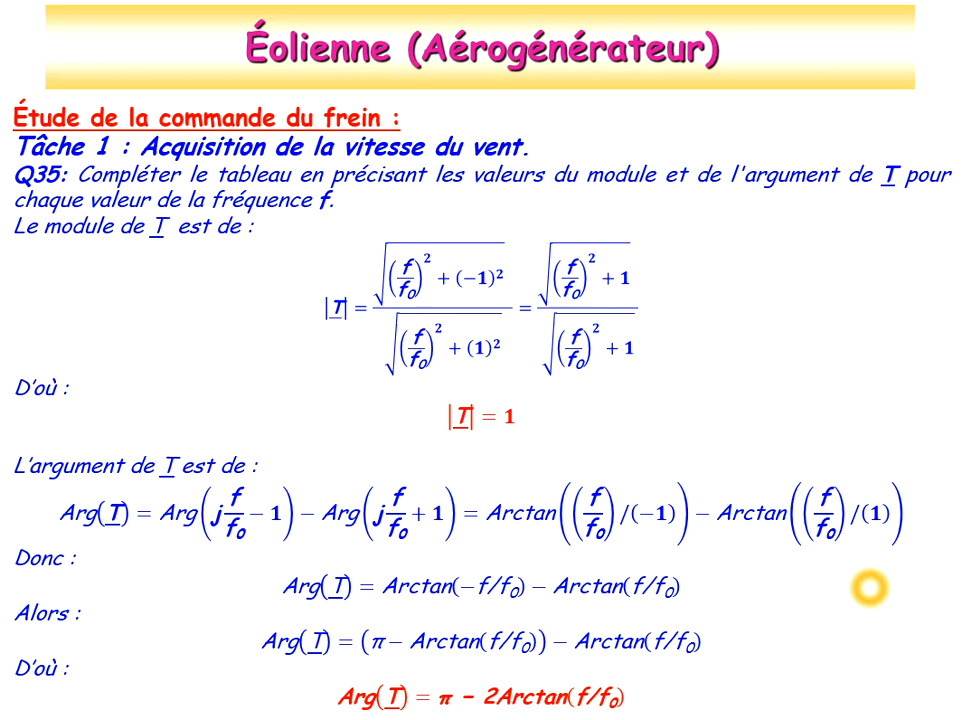 Éolienne (Aérogénérateur)
Étude de la commande du frein :
Tâche 1 : Acquisition de la vitesse du vent.
Q35: Compléter le tableau en précisant les valeurs du module et de l'argument de T pour
chaque valeur de la fréquence f.
Le module de T est de :
|T| = √((f/f₀)² + (−1)²) / √((f/f₀)² + (1)²) = √((f/f₀)² + 1) / √((f/f₀)² + 1)
D'où :
|T| = 1
L'argument de T est de :
Arg(T) = Arg(j f/f₀ − 1) − Arg(j f/f₀ + 1) = Arctan((f/f₀)/(−1)) − Arctan((f/f₀)/(1))
Donc :
Arg(T) = Arctan(−f/f₀) − Arctan(f/f₀)
Alors :
Arg(T) = (π − Arctan(f/f₀)) − Arctan(f/f₀)
D'où :
Arg(T) = π − 2Arctan(f/f₀)